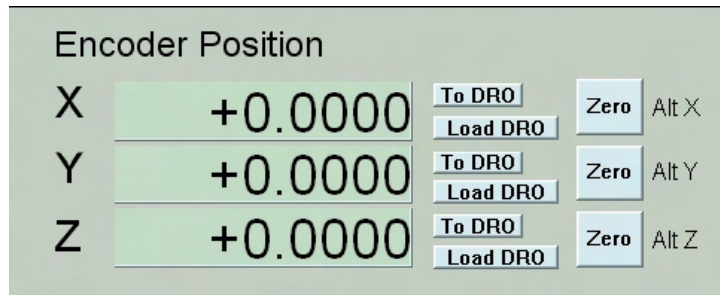 Encoder Position
X +0.0000 To DRO Load DRO Zero Alt X
Y +0.0000 To DRO Load DRO Zero Alt Y
Z +0.0000 To DRO Load DRO Zero Alt Z